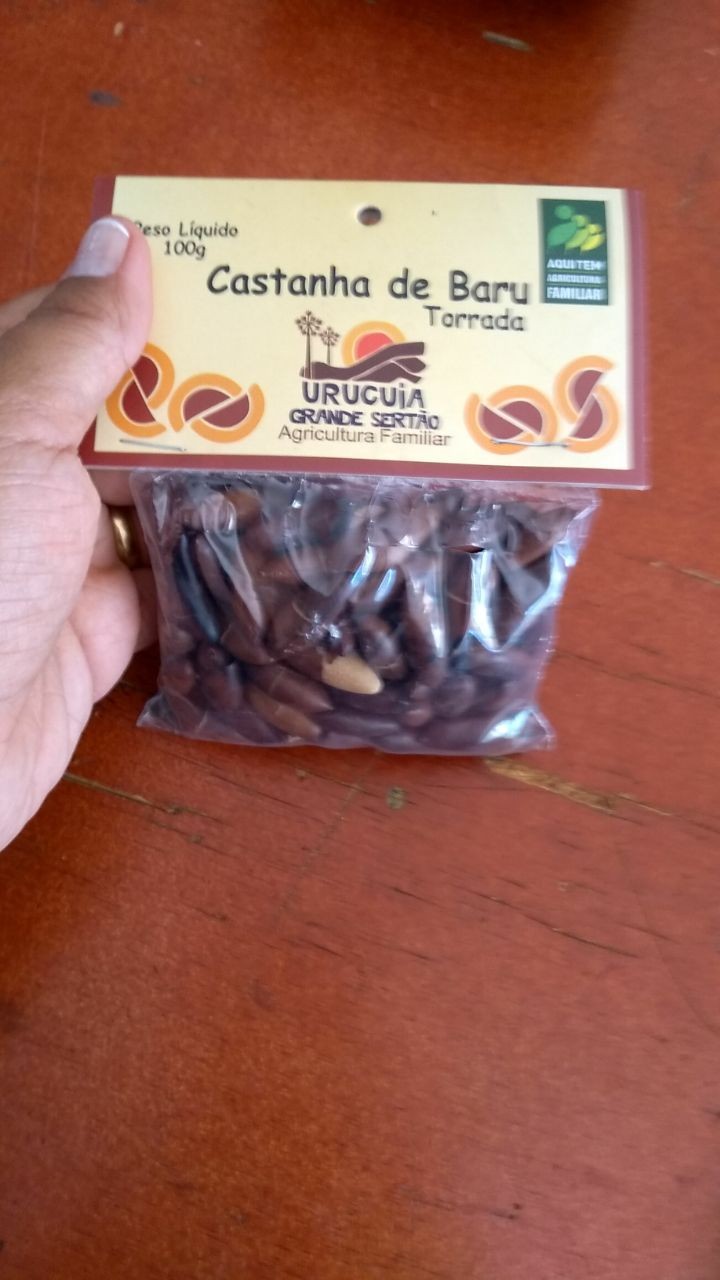 Peso Líquido
100g
Castanha de Baru
Torrada
AQUI TEM
AGRICULTURA
FAMILIAR
URUCUIA
GRANDE SERTÃO
Agricultura Familiar